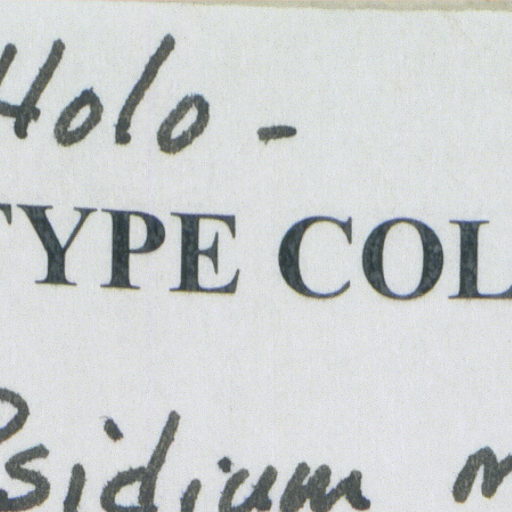 Holo -
TYPE COL
Psidium